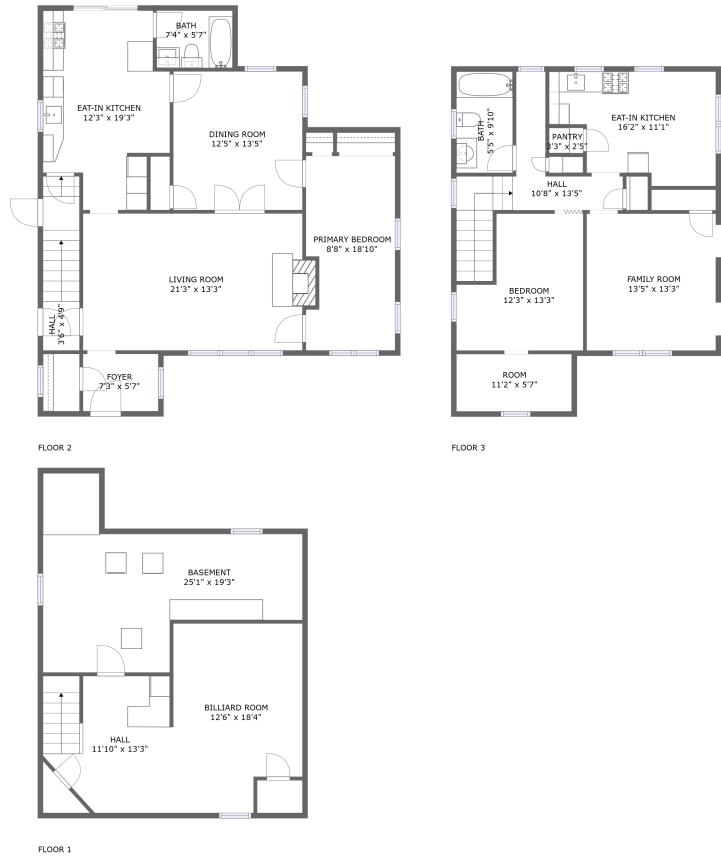 BATH
7'4" x 5'7"
EAT-IN KITCHEN
12'3" x 19'3"
DINING ROOM
12'5" x 13'5"
PRIMARY BEDROOM
8'8" x 18'10"
LIVING ROOM
21'3" x 13'3"
HALL
3'6" x 4'9"
FOYER
7'3" x 5'7"
FLOOR 2
BATH
5'5" x 9'10"
EAT-IN KITCHEN
16'2" x 11'1"
PANTRY
3'3" x 2'5"
HALL
10'8" x 13'5"
BEDROOM
12'3" x 13'3"
FAMILY ROOM
13'5" x 13'3"
ROOM
11'2" x 5'7"
FLOOR 3
BASEMENT
25'1" x 19'3"
BILLIARD ROOM
12'6" x 18'4"
HALL
11'10" x 13'3"
FLOOR 1